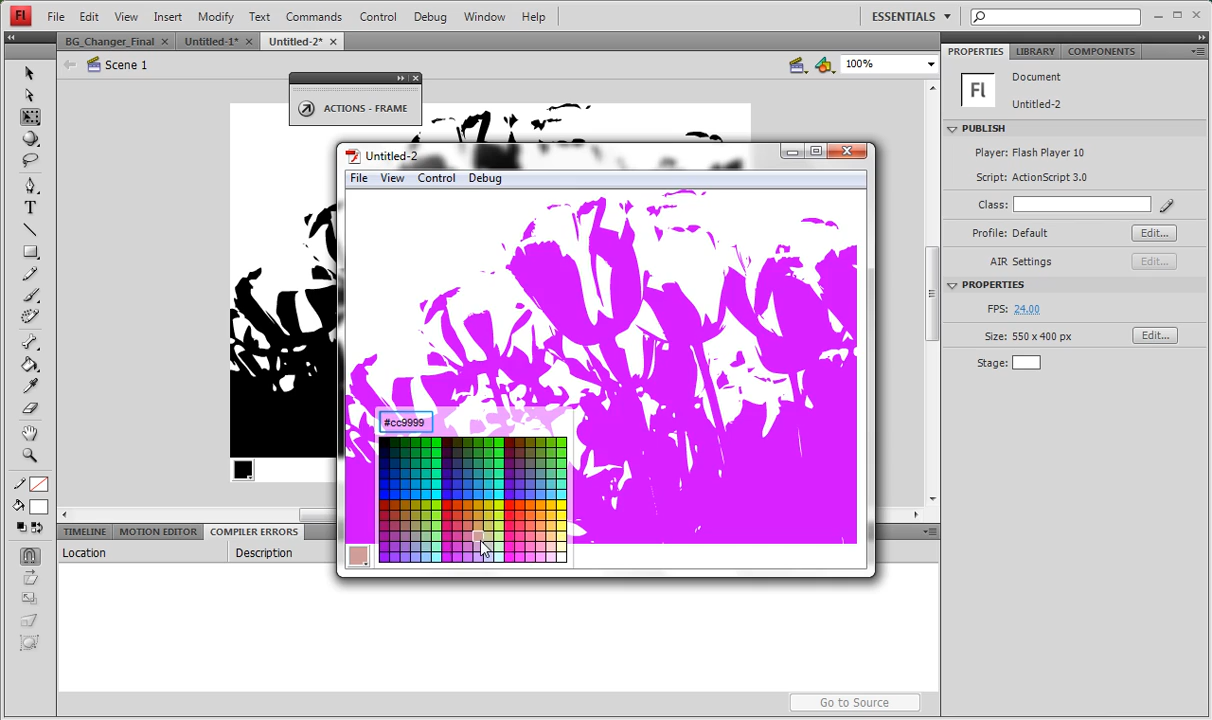 Fl File Edit View Insert Modify Text Commands Control Debug Window Help ESSENTIALS
BG_Changer_Final Untitled-1* Untitled-2* PROPERTIES LIBRARY COMPONENTS
Scene 1 100%
Fl Document
Untitled-2
ACTIONS - FRAME
PUBLISH
Player: Flash Player 10
Script: ActionScript 3.0
Class:
Profile: Default Edit...
AIR Settings Edit...
PROPERTIES
FPS: 24.00
Size: 550 x 400 px Edit...
Stage:
Untitled-2
File View Control Debug
#cc9999
TIMELINE MOTION EDITOR COMPILER ERRORS
Location Description
Go to Source